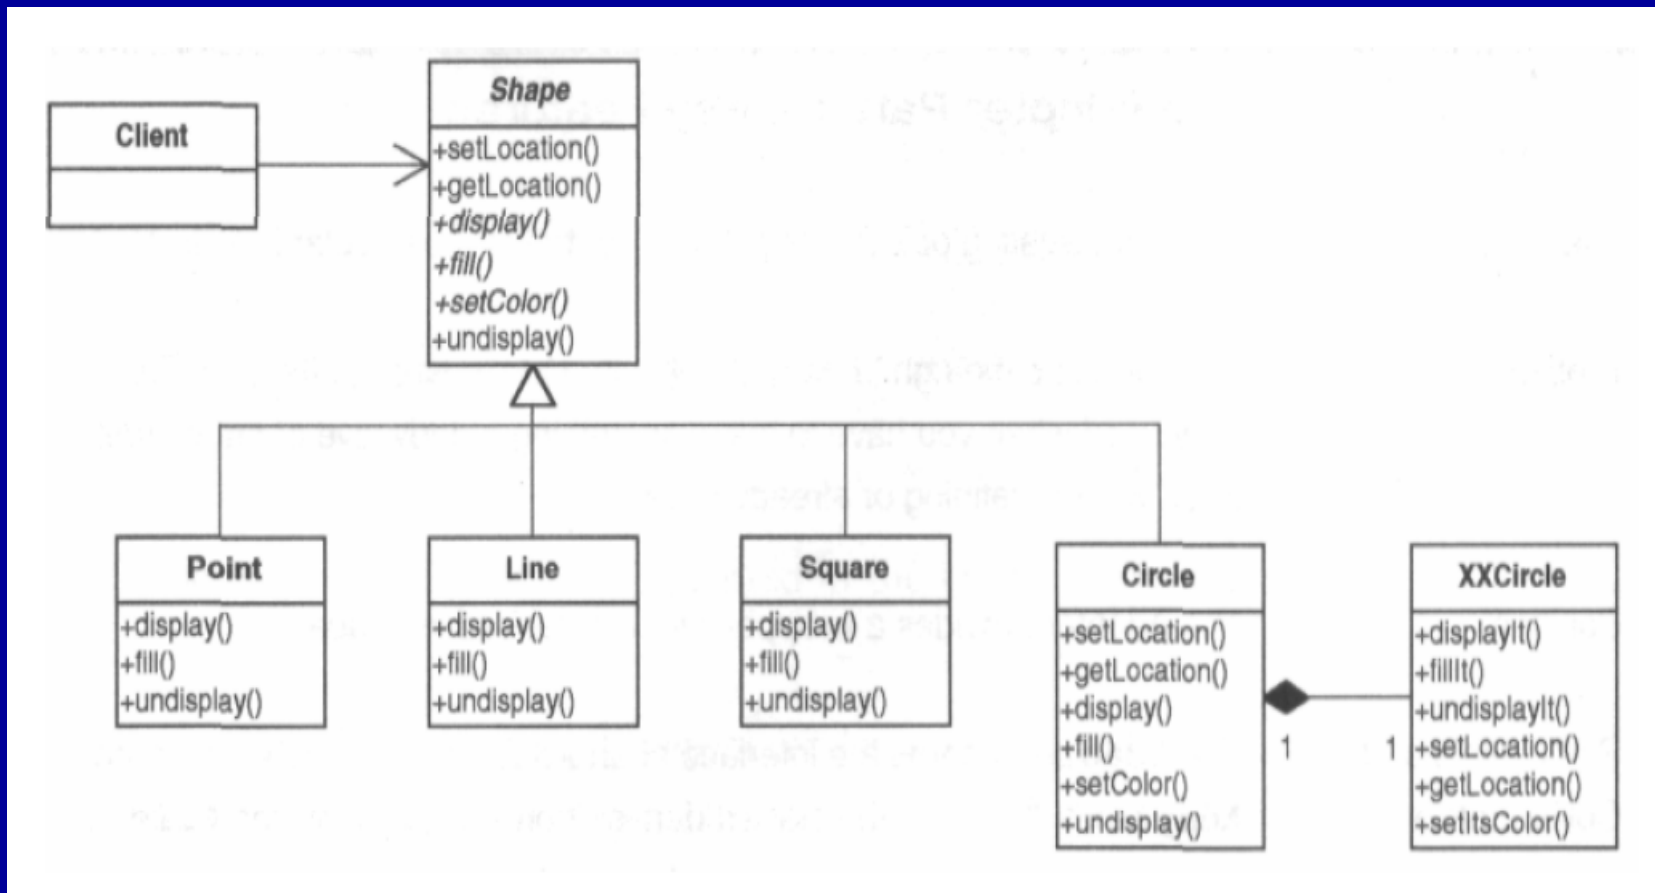 Client
Shape
+setLocation()
+getLocation()
+display()
+fill()
+setColor()
+undisplay()
Point
+display()
+fill()
+undisplay()
Line
+display()
+fill()
+undisplay()
Square
+display()
+fill()
+undisplay()
Circle
+setLocation()
+getLocation()
+display()
+fill()
+setColor()
+undisplay()
1
1
XXCircle
+displayIt()
+fillIt()
+undisplayIt()
+setLocation()
+getLocation()
+setItsColor()